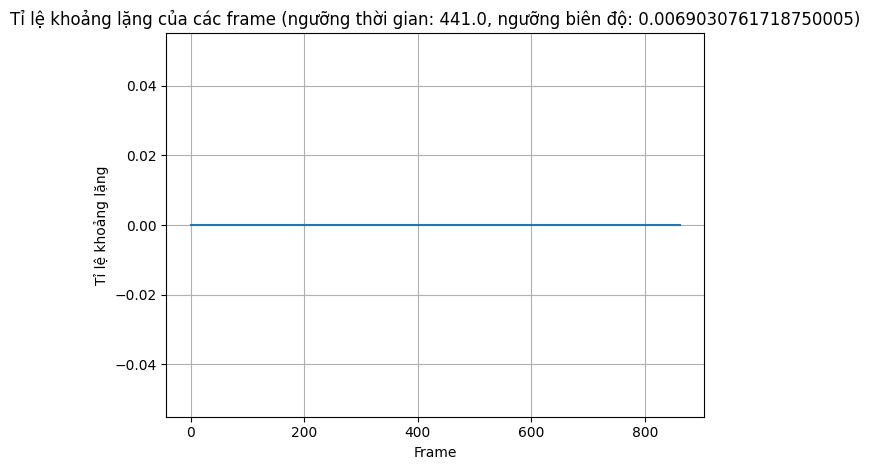 Tỉ lệ khoảng lặng của các frame (ngưỡng thời gian: 441.0, ngưỡng biên độ: 0.0069030761718750005)
Tỉ lệ khoảng lặng
0.04
0.02
0.00
−0.02
−0.04
0 200 400 600 800
Frame